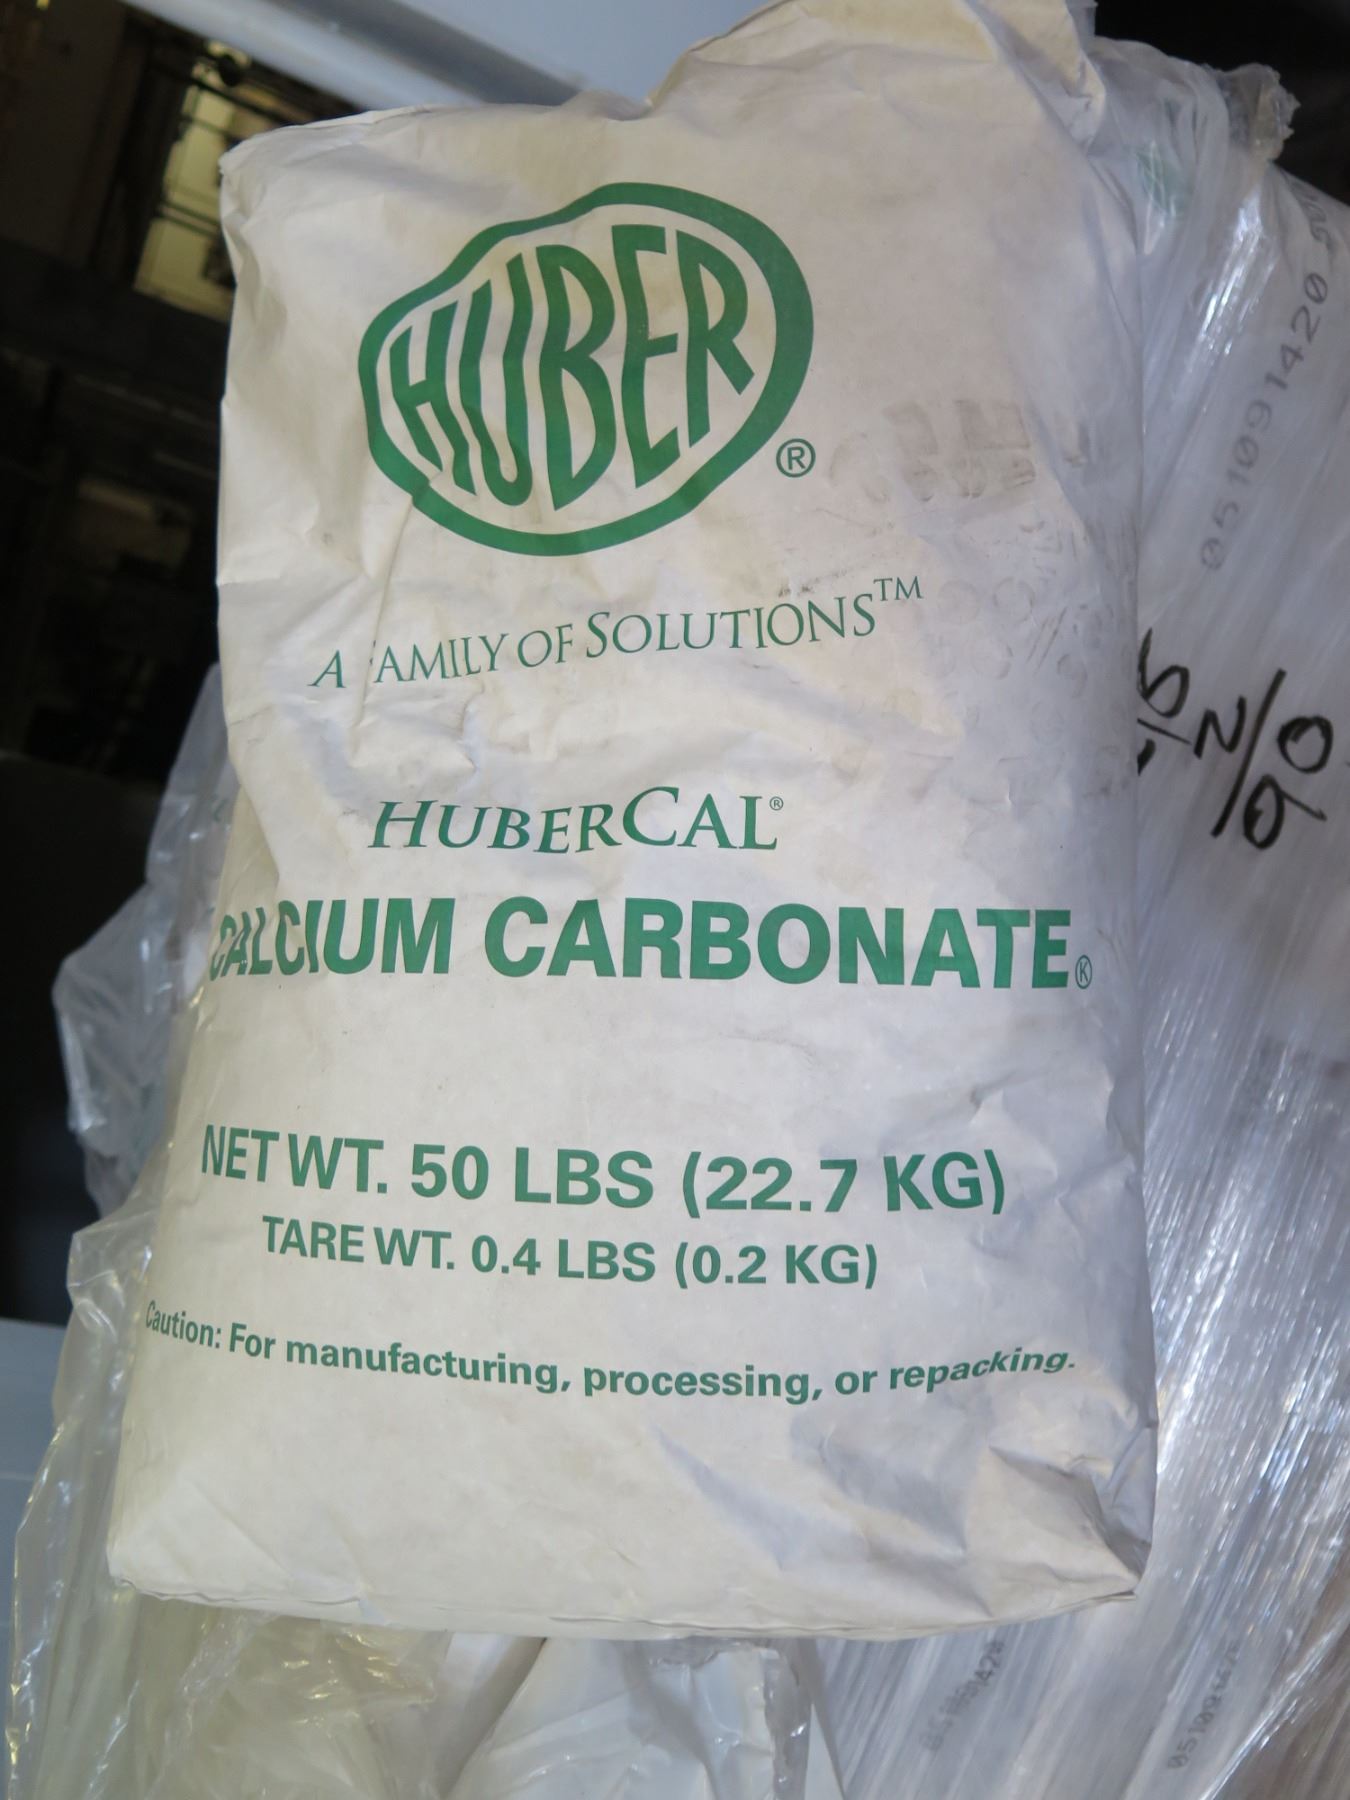 HUBER®
A FAMILY OF SOLUTIONS™
HUBERCAL®
CALCIUM CARBONATE Ⓚ
NET WT. 50 LBS (22.7 KG)
TARE WT. 0.4 LBS (0.2 KG)
Caution: For manufacturing, processing, or repacking.
051091420